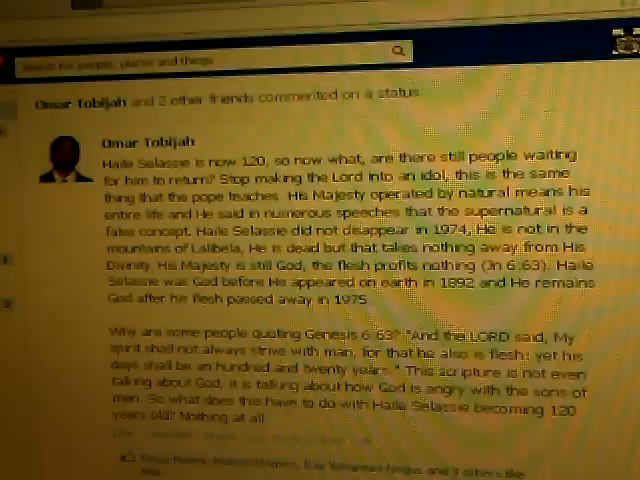 Search for people, places and things
Omar Tobijah and 2 other friends commented on a status
Omar Tobijah
Haile Selassie is now 120, so now what, are there still people waiting
for him to return? Stop making the Lord into an idol, this is the same
thing that the pope teaches. His Majesty operated by natural means his
entire life and He said in numerous speeches that the supernatural is a
false concept. Haile Selassie did not disappear in 1974, He is not in the
mountains of Lalibela, He is dead but that takes nothing away from His
Divinity. His Majesty is still God, the flesh profits nothing (Jn 6:63). Haile
Selassie was God before He appeared on earth in 1892 and He remains
God after his flesh passed away in 1975
Why are some people quoting Genesis 6:63? "And the LORD said, My
spirit shall not always strive with man, for that he also is flesh: yet his
days shall be an hundred and twenty years." This scripture is not even
talking about God, it is talking about how God is angry with the sons of
men. So what does this have to do with Haile Selassie becoming 120
years old? Nothing at all
and 9 others like